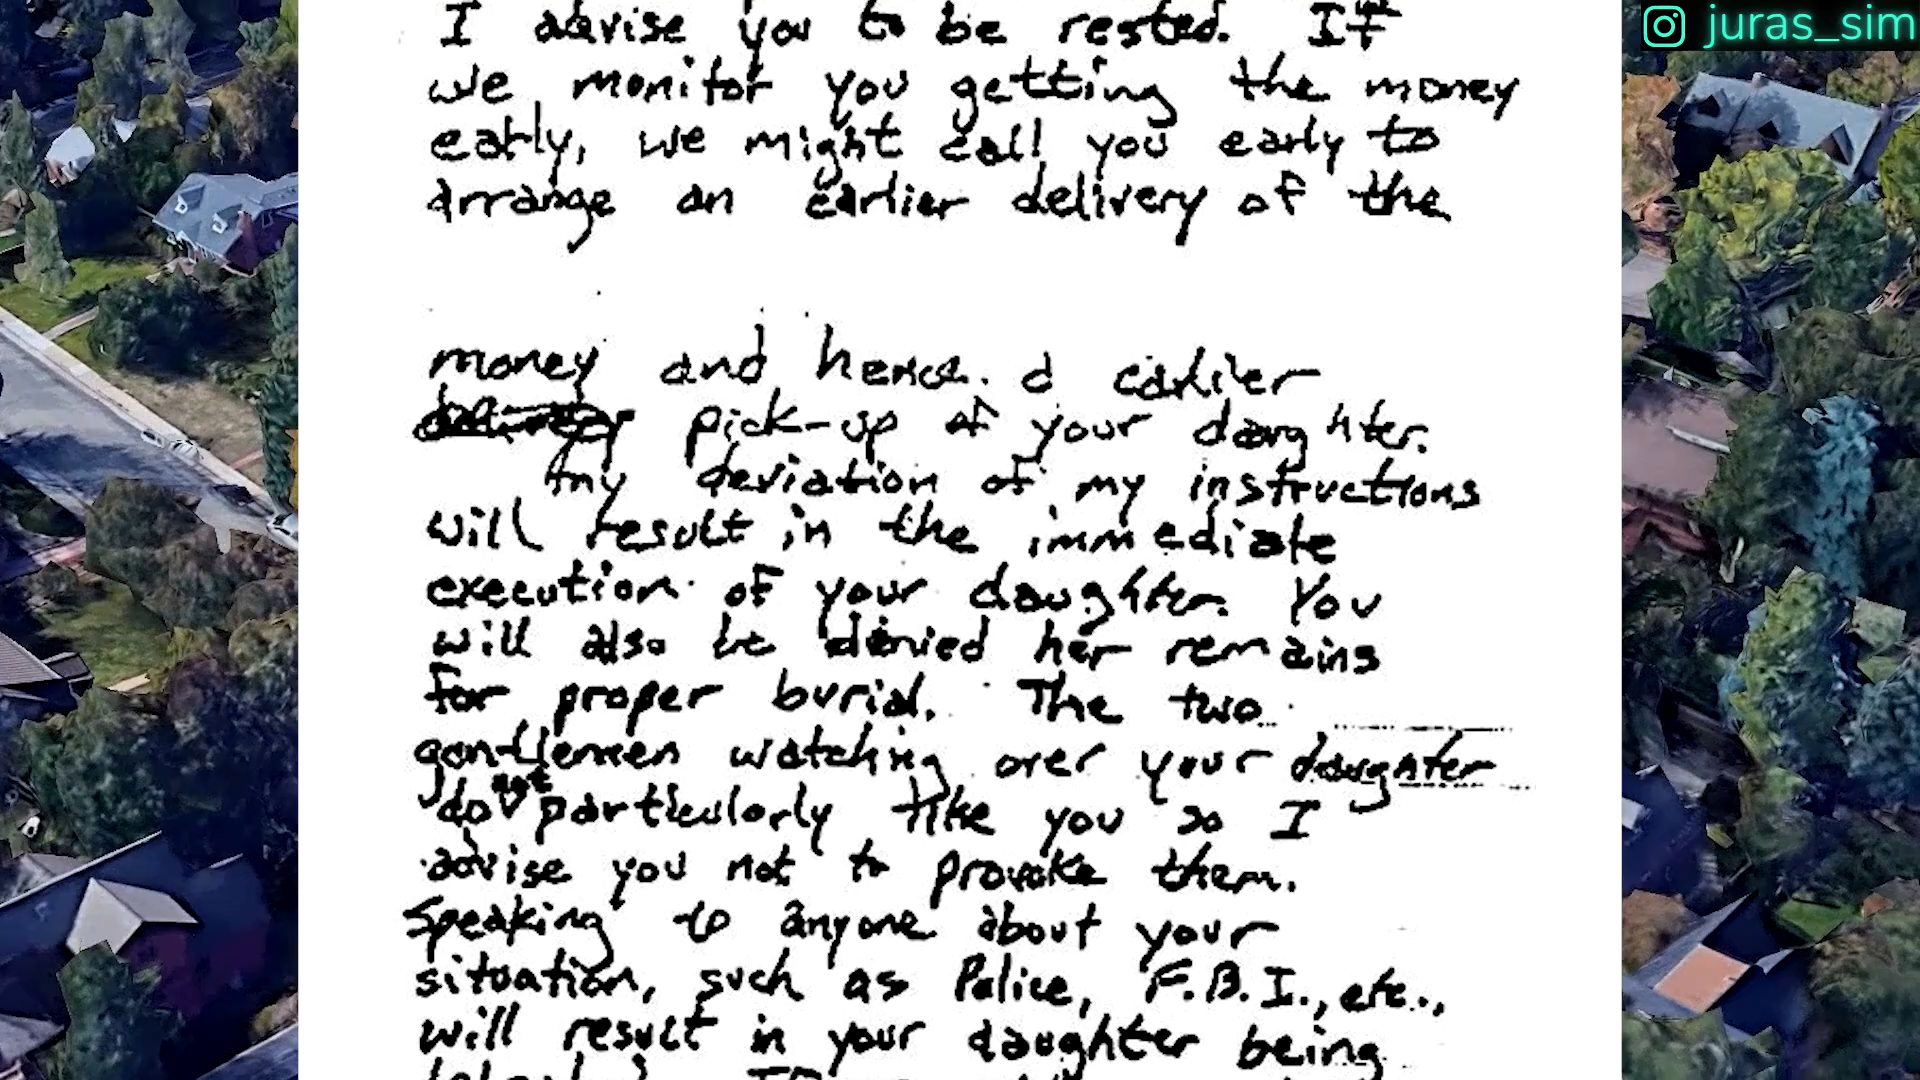 juras_sim
I advise you to be rested. If
we monitor you getting the money
early, we might call you early to
arrange an earlier delivery of the
money and hence a earlier
delivery pick-up of your daughter.
Any deviation of my instructions
will result in the immediate
execution of your daughter. You
will also be denied her remains
for proper burial. The two
gentlemen watching over your daughter
do not particularly like you so I
advise you not to provoke them.
Speaking to anyone about your
situation, such as Police, F.B.I., etc.,
will result in your daughter being